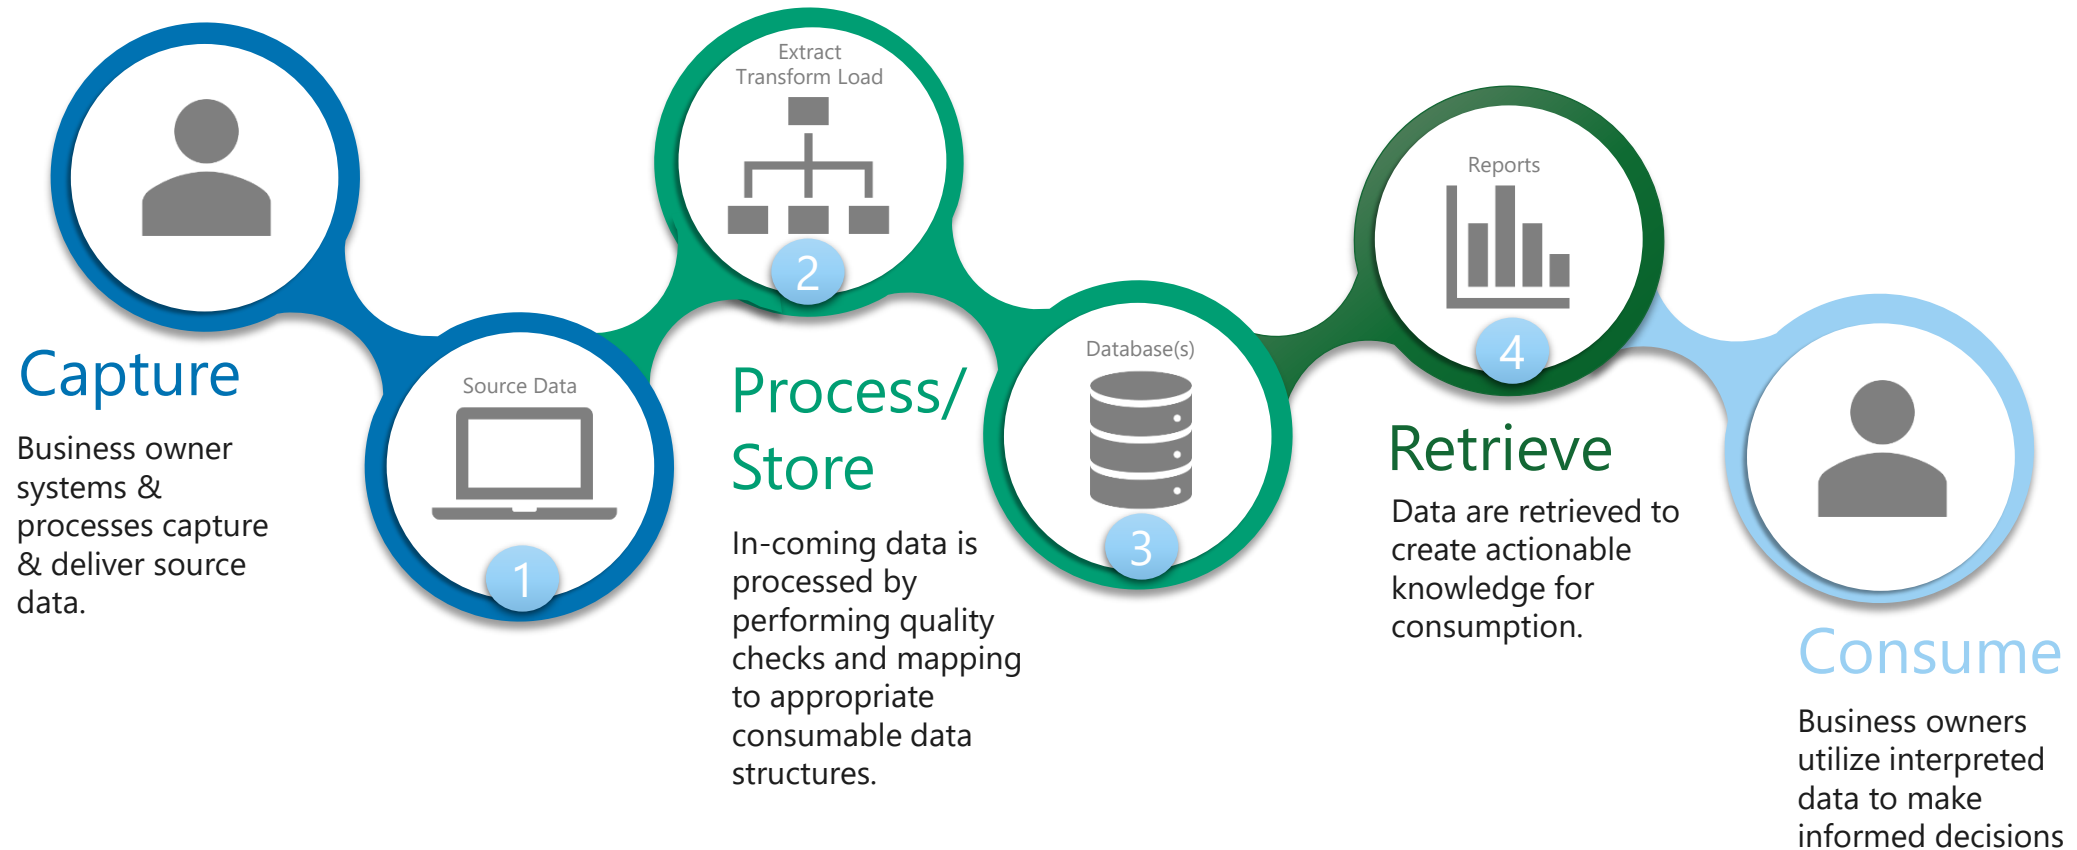 Capture
Business owner
systems &
processes capture
& deliver source
data.
Source Data
1
Extract
Transform Load
2
Process/
Store
In-coming data is
processed by
performing quality
checks and mapping
to appropriate
consumable data
structures.
Database(s)
3
Reports
4
Retrieve
Data are retrieved to
create actionable
knowledge for
consumption.
Consume
Business owners
utilize interpreted
data to make
informed decisions